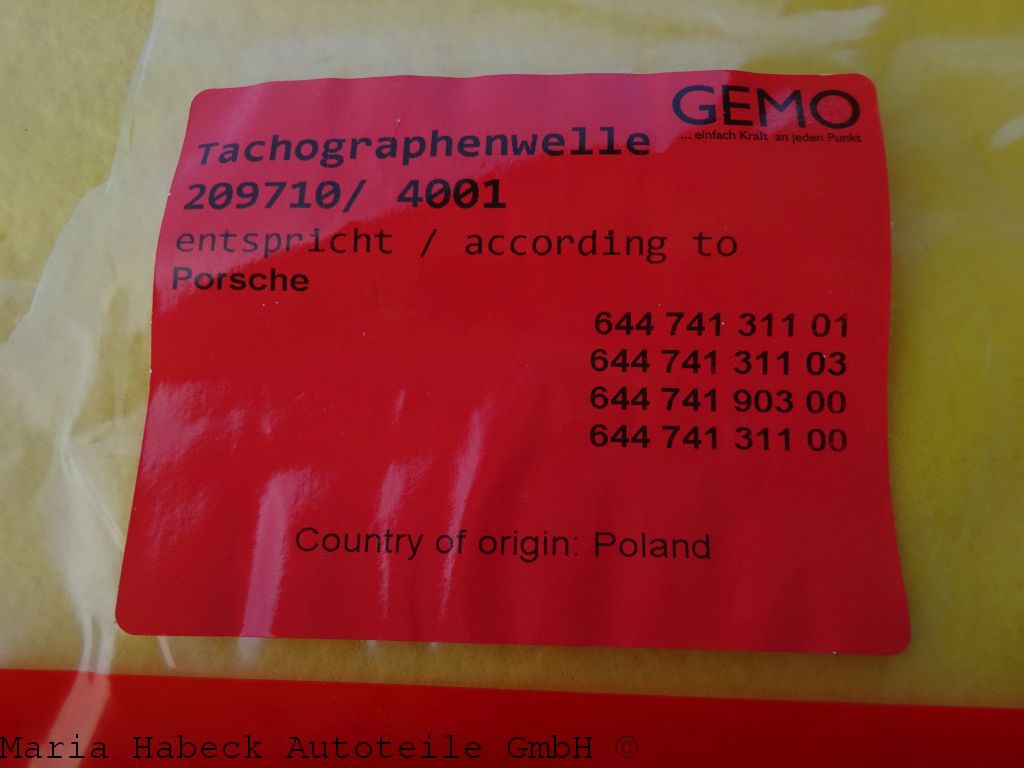 GEMO
... einfach Kraft an jeden Punkt
Tachographenwelle
209710/ 4001
entspricht / according to
Porsche
644 741 311 01
644 741 311 03
644 741 903 00
644 741 311 00
Country of origin: Poland
Maria Habeck Autoteile GmbH ©